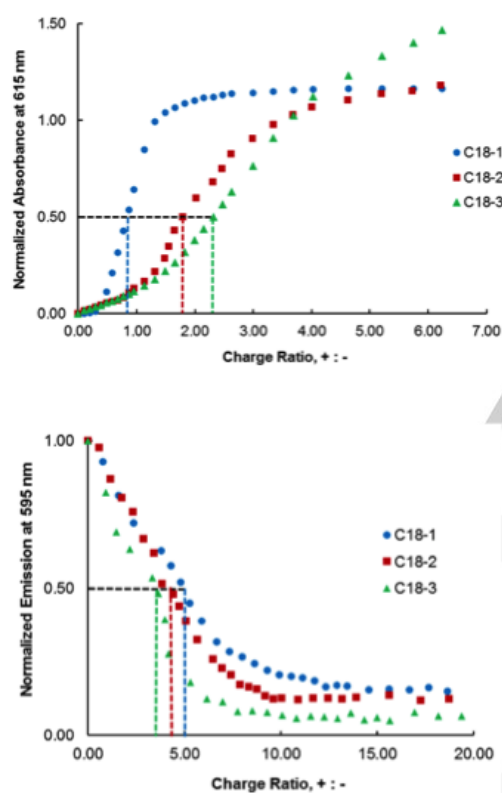 1.50
1.00
0.50
0.00
Normalized Absorbance at 615 nm
C18-1
C18-2
C18-3
0.00 1.00 2.00 3.00 4.00 5.00 6.00 7.00
Charge Ratio, + : -
1.00
0.50
0.00
Normalized Emission at 595 nm
C18-1
C18-2
C18-3
0.00 5.00 10.00 15.00 20.00
Charge Ratio, + : -